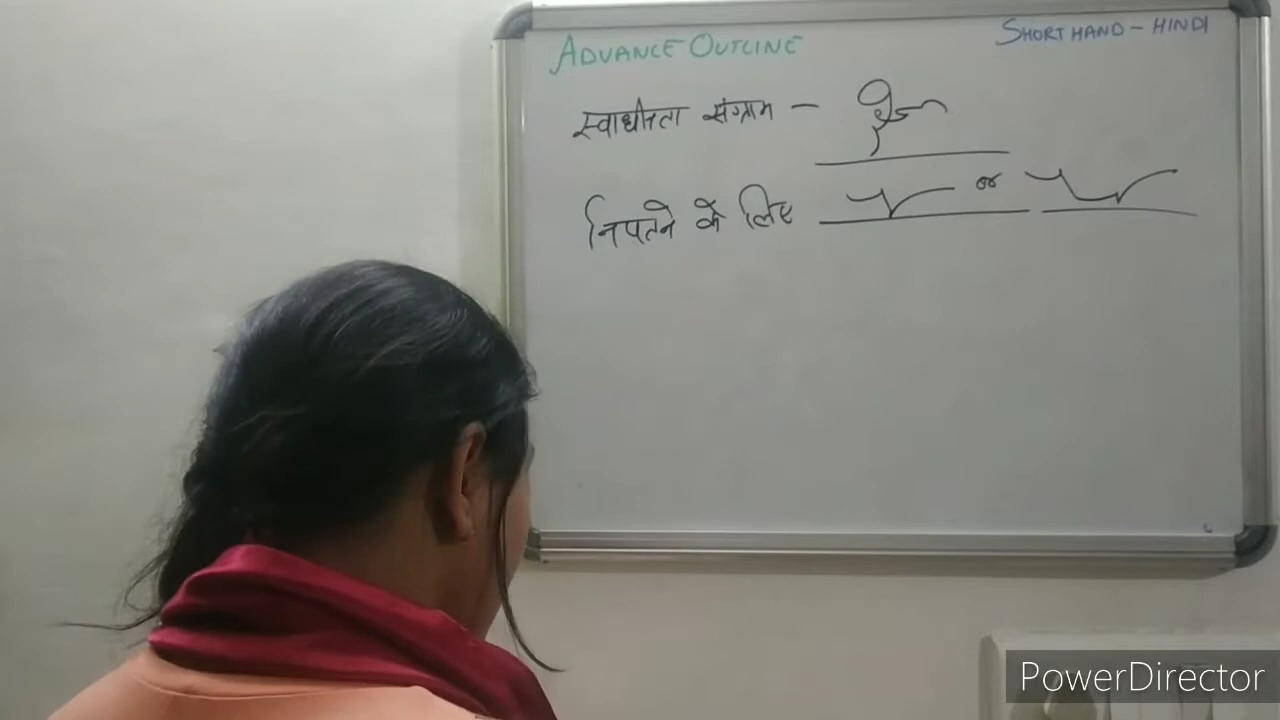 ADVANCE OUTLINE
SHORTHAND - HINDI
स्वाधीनता संग्राम -
निपटने के लिए or
PowerDirector